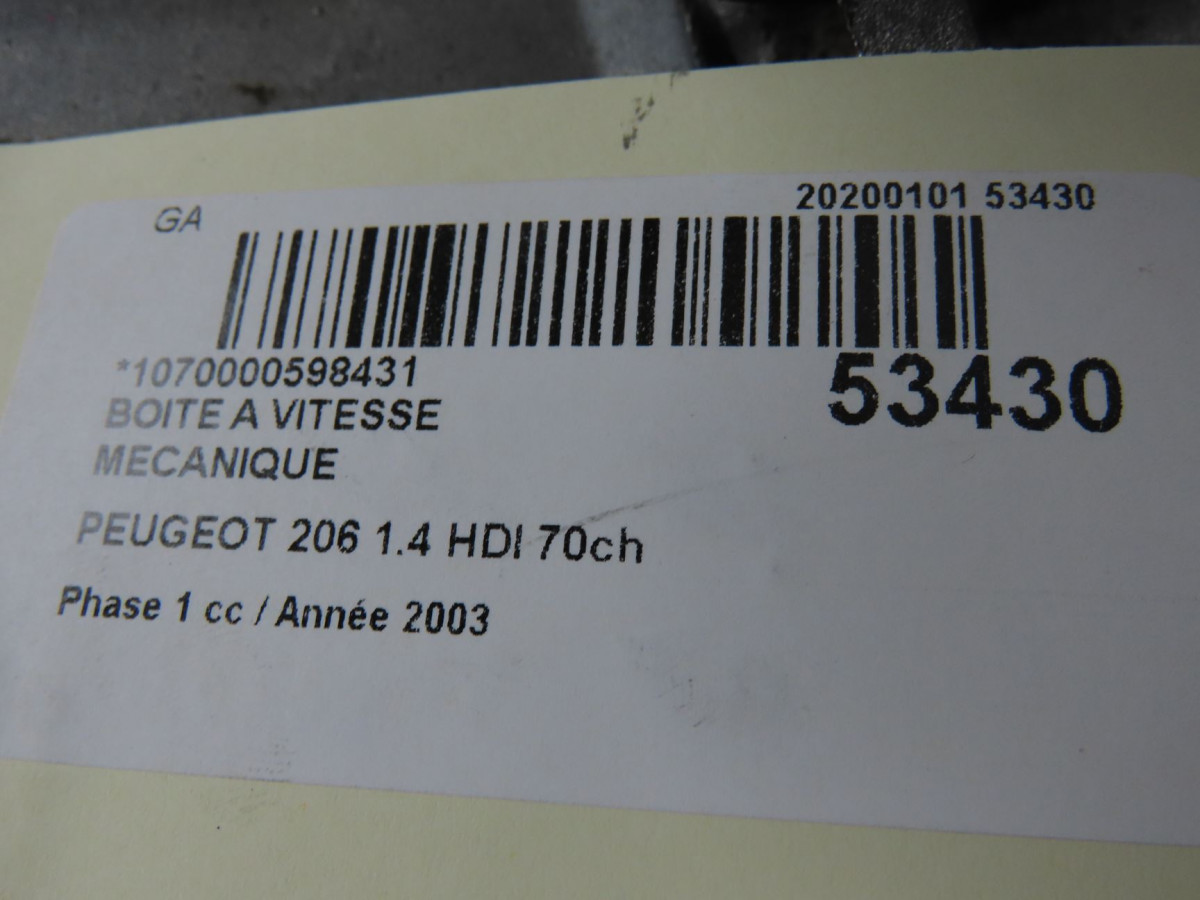 GA
20200101 53430
*1070000598431
53430
BOITE A VITESSE
MECANIQUE
PEUGEOT 206 1.4 HDI 70ch
Phase 1 cc / Année 2003